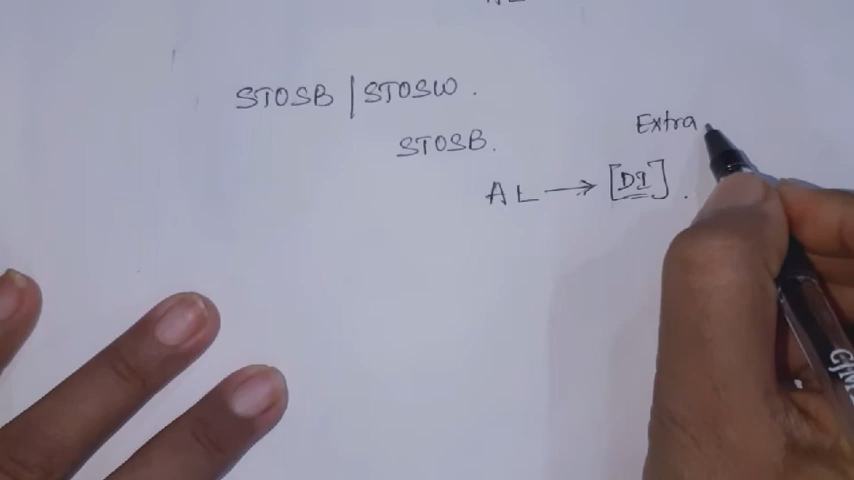 STOSB | STOSW.
Extra
STOSB.
AL → [DI].